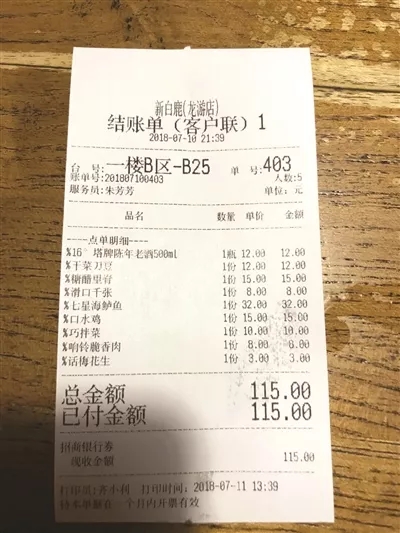 新白鹿(龙游店)
结账单(客户联)1
2018-07-10 21:39
台 号:一楼B区-B25 单 号:403
账单号:201807100403 人数:5
服务员:朱芳芳 单位:元
品名 数量 单价 金额
----点单明细----
%16°塔牌陈年老酒500ml 1瓶 12.00 12.00
%干菜刀豆 1份 12.00 12.00
%糖醋里脊 1份 15.00 15.00
%滑口千张 1份 8.00 8.00
%七星海鲈鱼 1份 32.00 32.00
%口水鸡 1份 15.00 15.00
%巧拌菜 1份 10.00 10.00
%响铃脆香肉 1份 8.00 8.00
%话梅花生 1份 3.00 3.00
总金额 115.00
已付金额 115.00
招商银行券
现收金额 115.00
打印员:齐小利 打印时间:2018-07-11 13:39
个月内开票有效